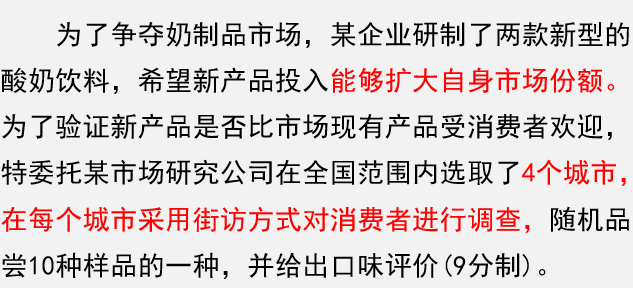 为了争夺奶制品市场，某企业研制了两款新型的
酸奶饮料，希望新产品投入能够扩大自身市场份额。
为了验证新产品是否比市场现有产品受消费者欢迎，
特委托某市场研究公司在全国范围内选取了4个城市，
在每个城市采用街访方式对消费者进行调查，随机品
尝10种样品的一种，并给出口味评价(9分制)。